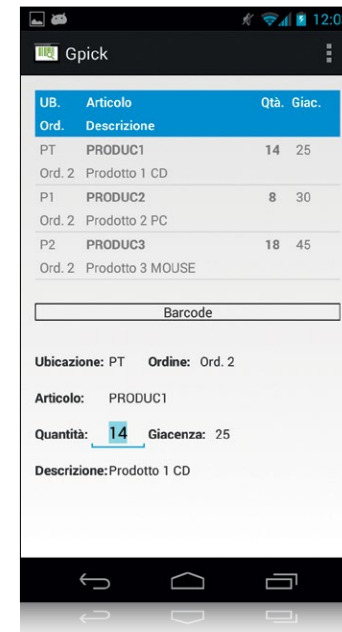 12:0
Gpick
UB. Articolo Qtà. Giac.
Ord. Descrizione
PT PRODUC1 14 25
Ord. 2 Prodotto 1 CD
P1 PRODUC2 8 30
Ord. 2 Prodotto 2 PC
P2 PRODUC3 18 45
Ord. 2 Prodotto 3 MOUSE
Barcode
Ubicazione: PT Ordine: Ord. 2
Articolo: PRODUC1
Quantità: 14 Giacenza: 25
Descrizione: Prodotto 1 CD